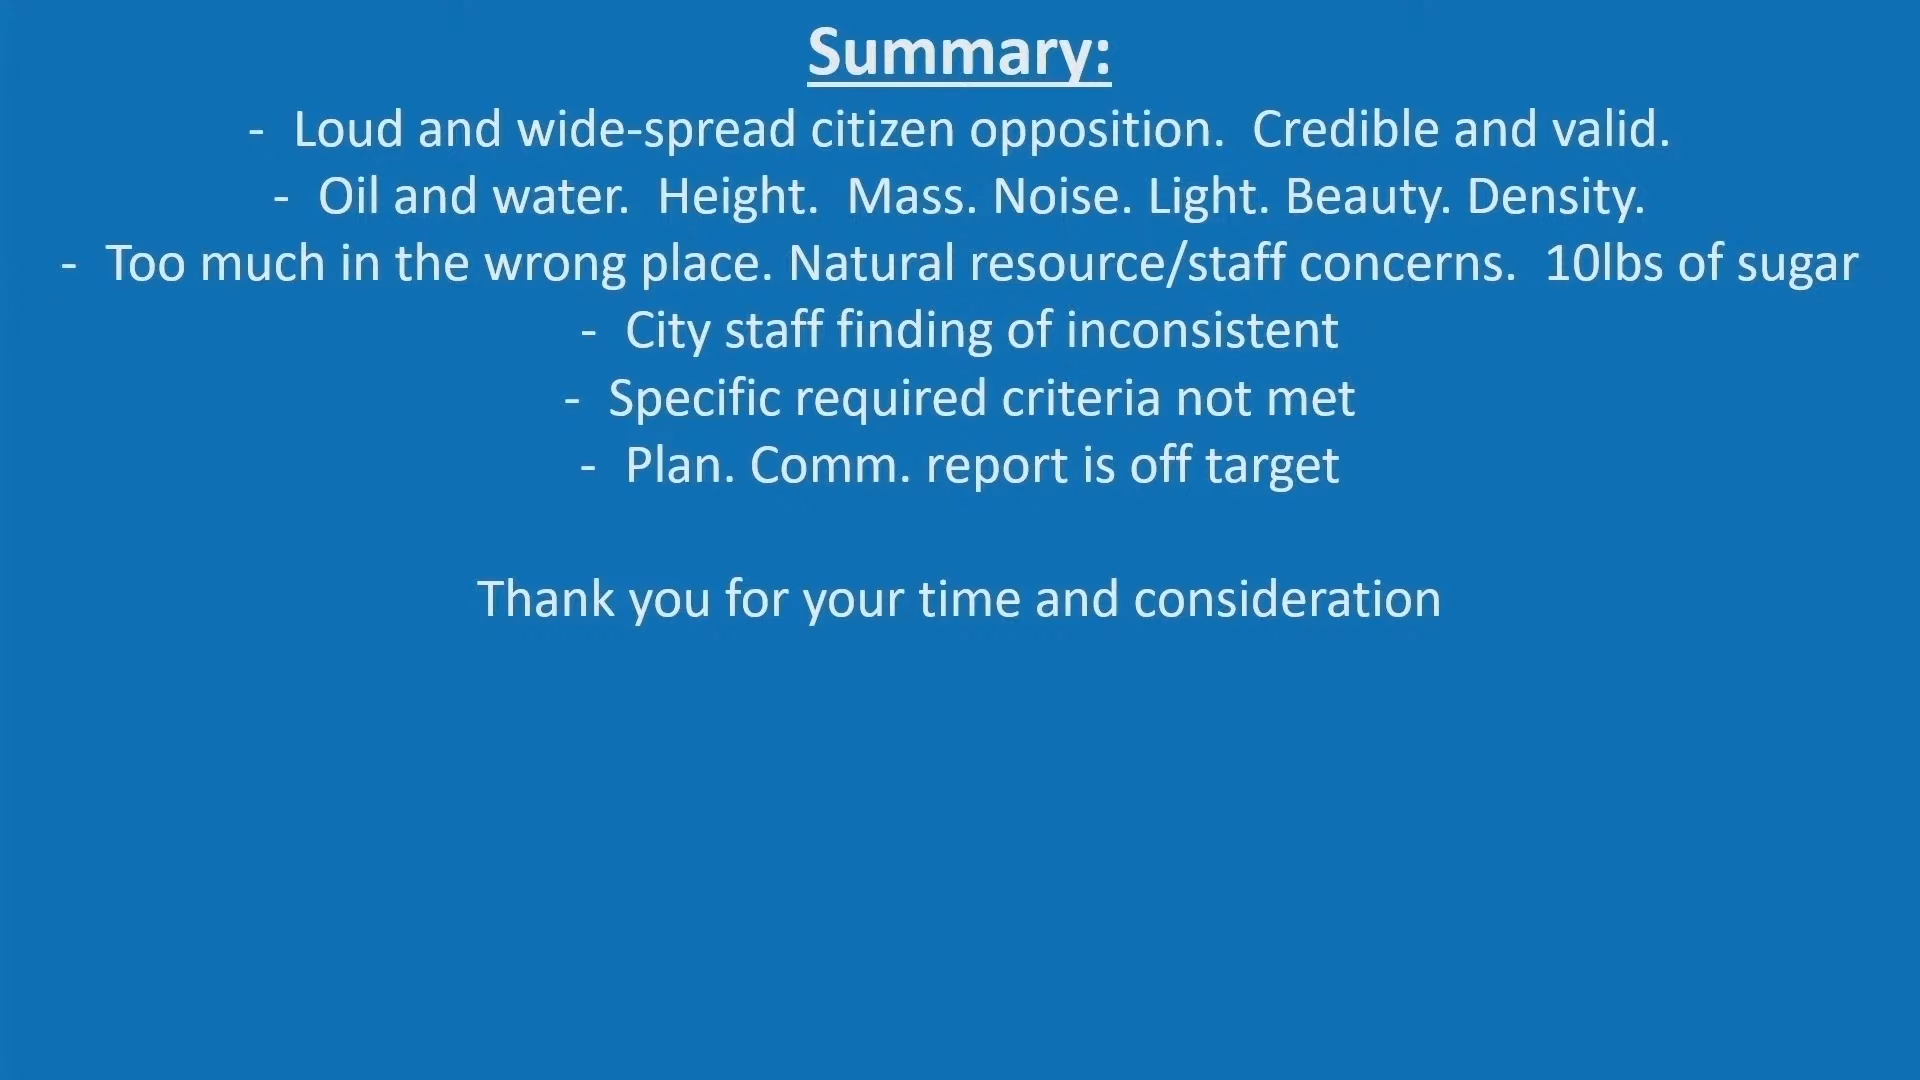 Summary:
- Loud and wide-spread citizen opposition.  Credible and valid.
- Oil and water.  Height.  Mass. Noise. Light. Beauty. Density.
- Too much in the wrong place. Natural resource/staff concerns.  10lbs of sugar
- City staff finding of inconsistent
- Specific required criteria not met
- Plan. Comm. report is off target
Thank you for your time and consideration